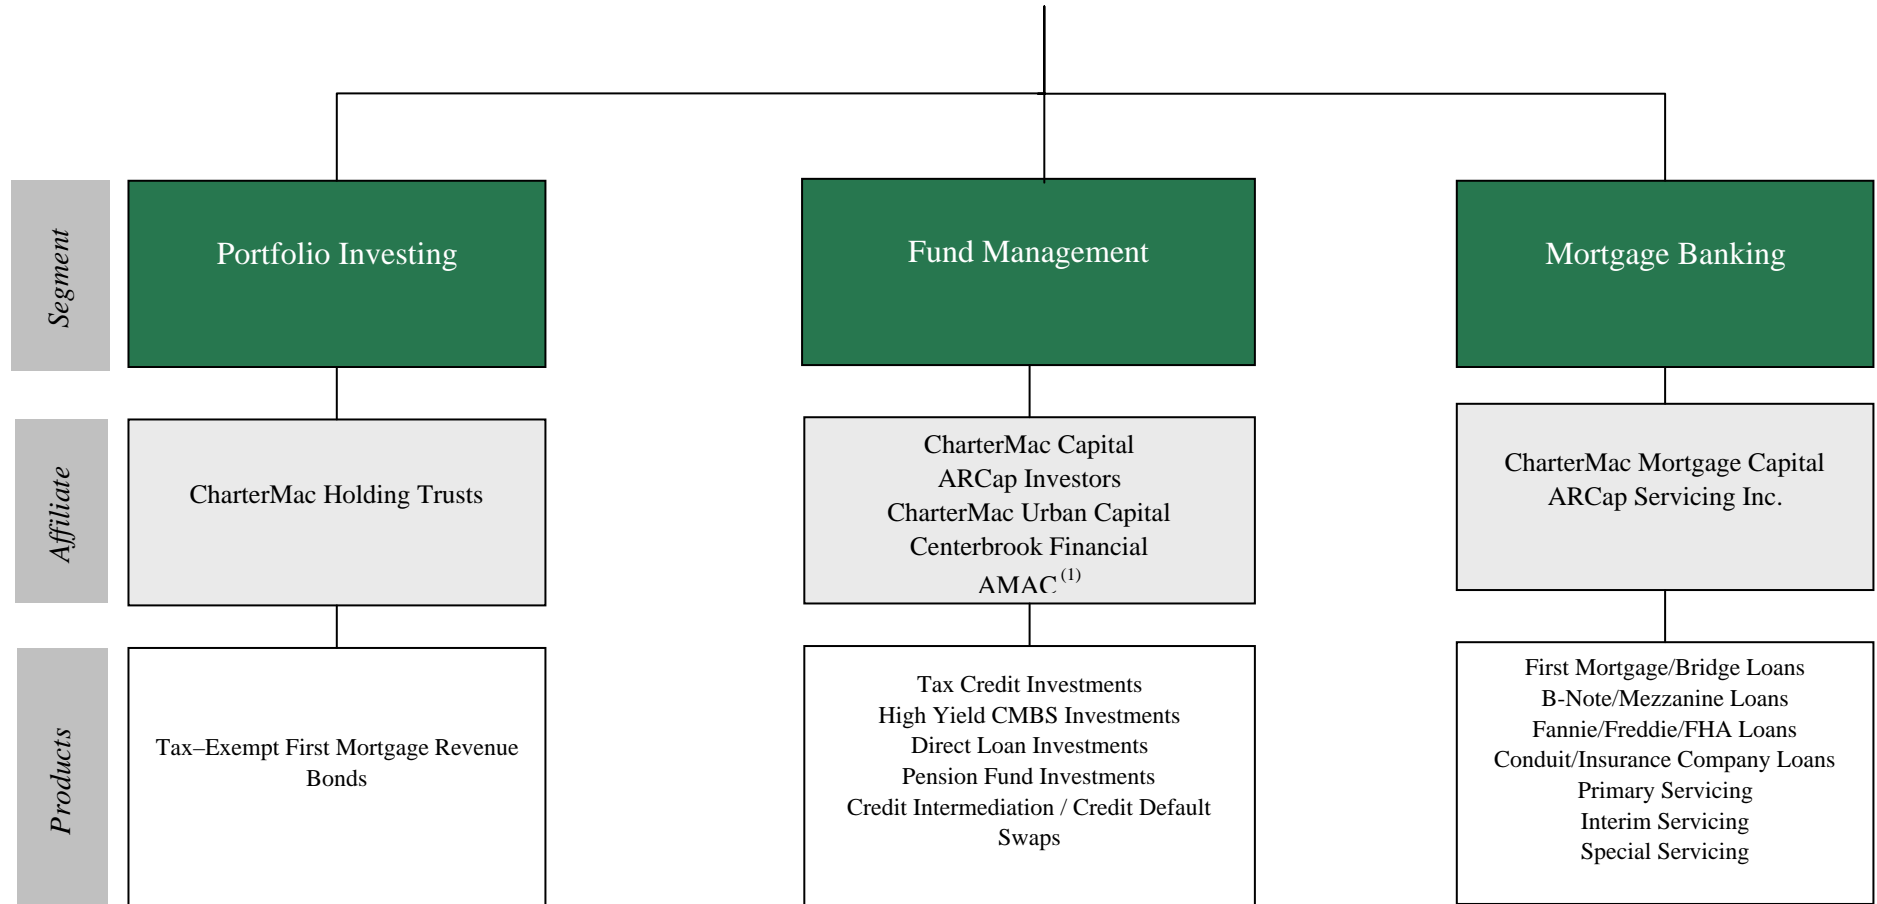 Segment
Portfolio Investing
Fund Management
Mortgage Banking
Affiliate
CharterMac Holding Trusts
CharterMac Capital
ARCap Investors
CharterMac Urban Capital
Centerbrook Financial
AMAC (1)
CharterMac Mortgage Capital
ARCap Servicing Inc.
Products
Tax–Exempt First Mortgage Revenue
Bonds
Tax Credit Investments
High Yield CMBS Investments
Direct Loan Investments
Pension Fund Investments
Credit Intermediation / Credit Default
Swaps
First Mortgage/Bridge Loans
B-Note/Mezzanine Loans
Fannie/Freddie/FHA Loans
Conduit/Insurance Company Loans
Primary Servicing
Interim Servicing
Special Servicing